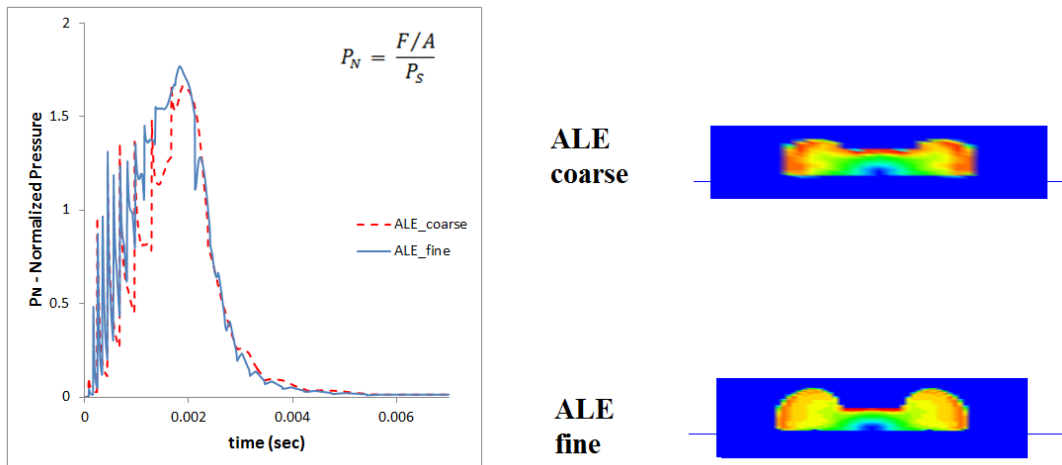 2
1.5
1
0.5
0
0
0.002
0.004
0.006
PN - Normalized Pressure
time (sec)
P_N = F/A / P_S
ALE_coarse
ALE_fine
ALE
coarse
ALE
fine